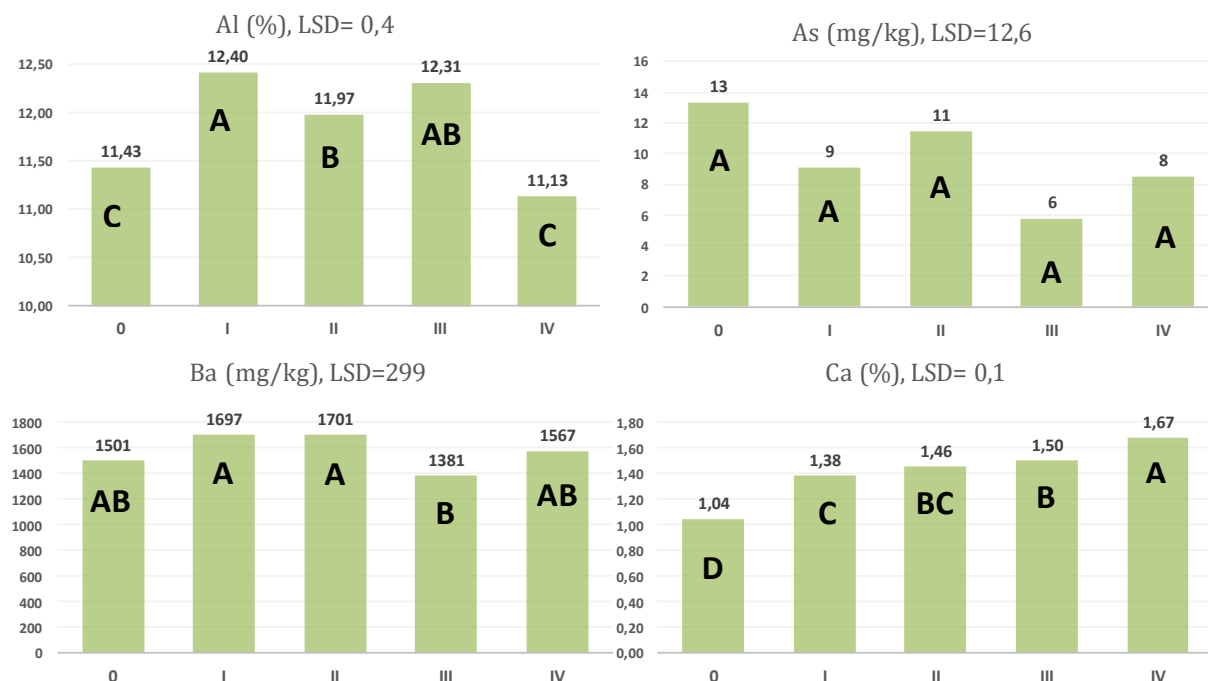 Al (%), LSD= 0,4
12,50
12,00
11,50
11,00
10,50
10,00
11,43
12,40
11,97
12,31
11,13
C
A
B
AB
C
0 I II III IV
As (mg/kg), LSD=12,6
16
14
12
10
8
6
4
2
0
13
9
11
6
8
A
A
A
A
A
0 I II III IV
Ba (mg/kg), LSD=299
1800
1600
1400
1200
1000
800
600
400
200
0
1501
1697
1701
1381
1567
AB
A
A
B
AB
0 I II III IV
Ca (%), LSD= 0,1
1,80
1,60
1,40
1,20
1,00
0,80
0,60
0,40
0,20
0,00
1,04
1,38
1,46
1,50
1,67
D
C
BC
B
A
0 I II III IV